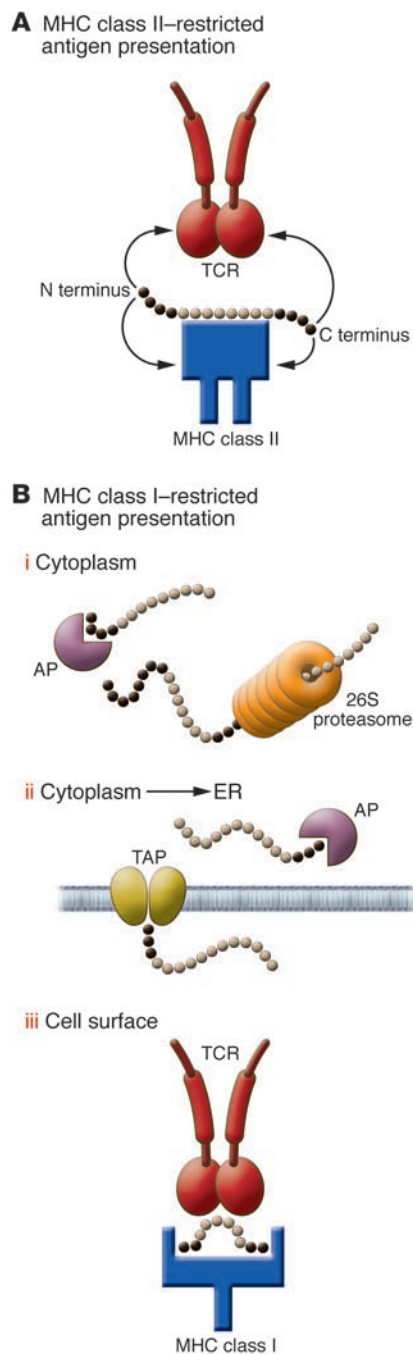 A MHC class II–restricted
antigen presentation
TCR
N terminus
C terminus
MHC class II
B MHC class I–restricted
antigen presentation
i Cytoplasm
AP
26S
proteasome
ii Cytoplasm ER
AP
TAP
iii Cell surface
TCR
MHC class I